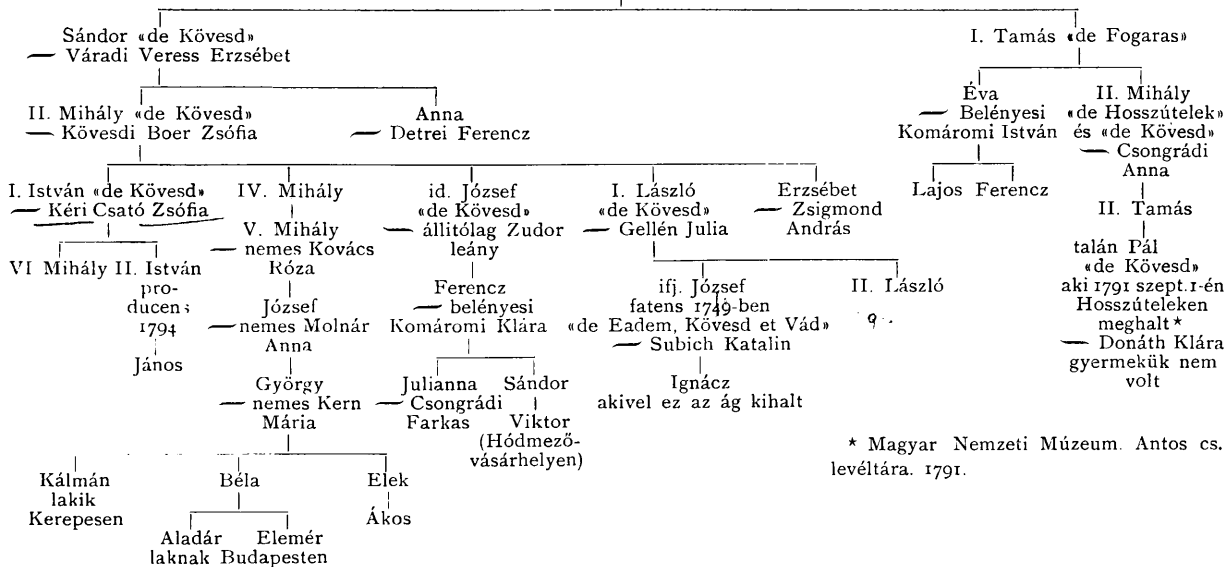 Sándor «de Kövesd»
— Váradi Veress Erzsébet
I. Tamás «de Fogaras»
II. Mihály «de Kövesd»
— Kövesdi Boer Zsófia
Anna
— Detrei Ferencz
Éva
— Belényesi
Komáromi István
II. Mihály
«de Hosszútelek»
és «de Kövesd»
— Csongrádi
Anna
I. István «de Kövesd»
— Kéri Csató Zsófia
IV. Mihály
id. József
«de Kövesd»
— állitólag Zudor
leány
I. László
«de Kövesd»
— Gellén Julia
Erzsébet
— Zsigmond
András
Lajos Ferencz
II. Tamás
VI Mihály II. István
pro-
ducens
1794
V. Mihály
— nemes Kovács
Róza
Ferencz
— belényesi
Komáromi Klára
ifj. József
fatens 1749-ben
«de Eadem, Kövesd et Vád»
— Subich Katalin
II. László
9.
talán Pál
«de Kövesd»
aki 1791 szept.1-én
Hosszúteleken
meghalt *
— Donáth Klára
gyermekük nem
volt
János
József
— nemes Molnár
Anna
Julianna
— Csongrádi
Farkas
Sándor
Viktor
(Hódmező-
vásárhelyen)
Ignácz
akivel ez az ág kihalt
György
— nemes Kern
Mária
Kálmán
lakik
Kerepesen
Béla
Elek
Ákos
Aladár Elemér
laknak Budapesten
* Magyar Nemzeti Múzeum. Antos cs.
levéltára. 1791.